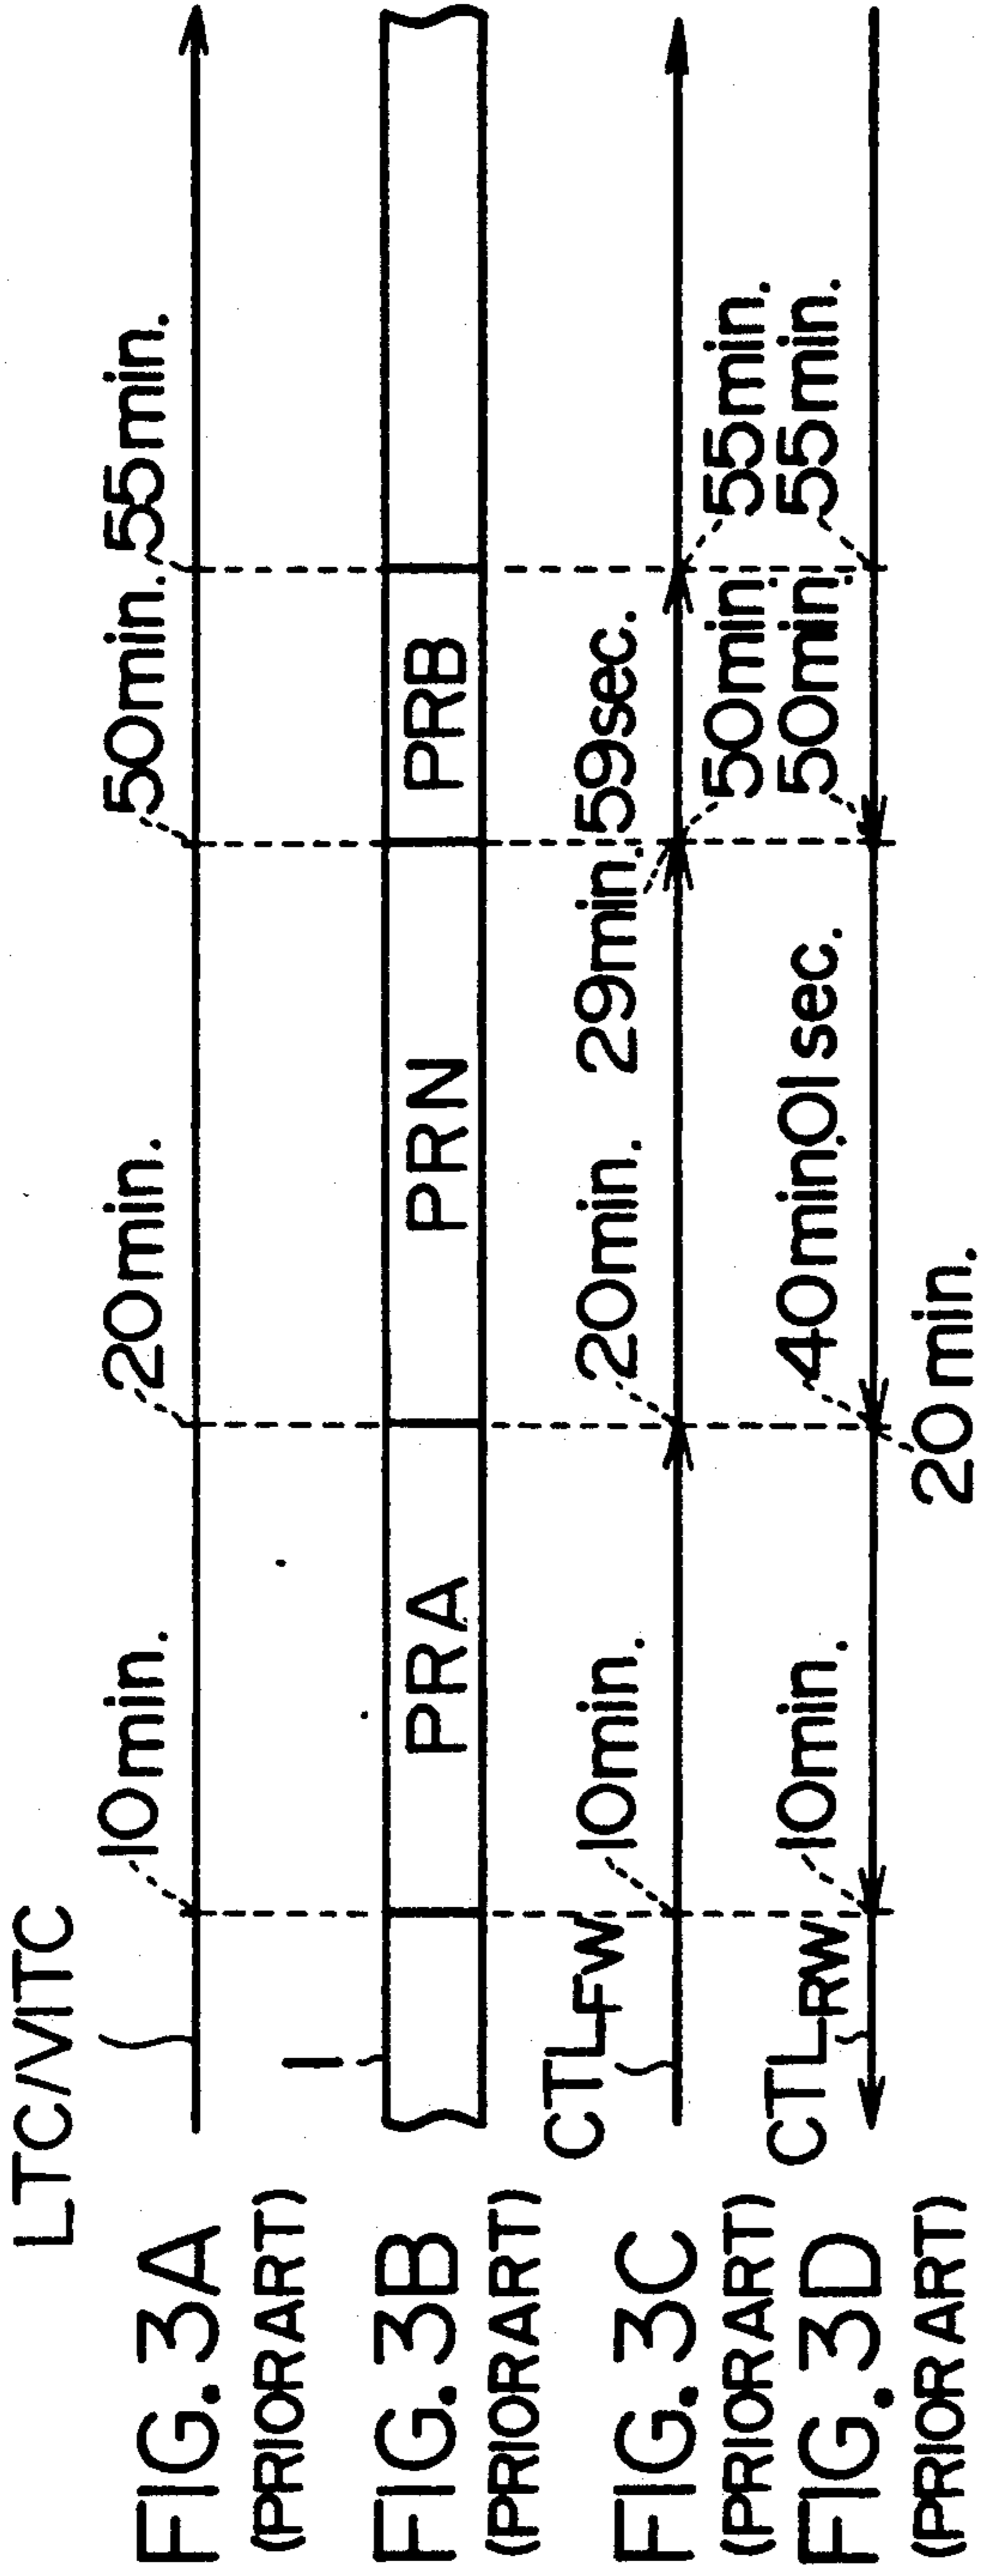 LTC/VITC
10min. 20min. 50min. 55min.
FIG. 3A
(PRIOR ART)
1
PRA PRN PRB
FIG. 3B
(PRIOR ART)
CTLFW 10min. 20min. 29min. 59sec.
50min. 55min.
FIG. 3C
(PRIOR ART)
CTLRW 10min. 40min. 01sec. 50min. 55min.
20min.
FIG. 3D
(PRIOR ART)